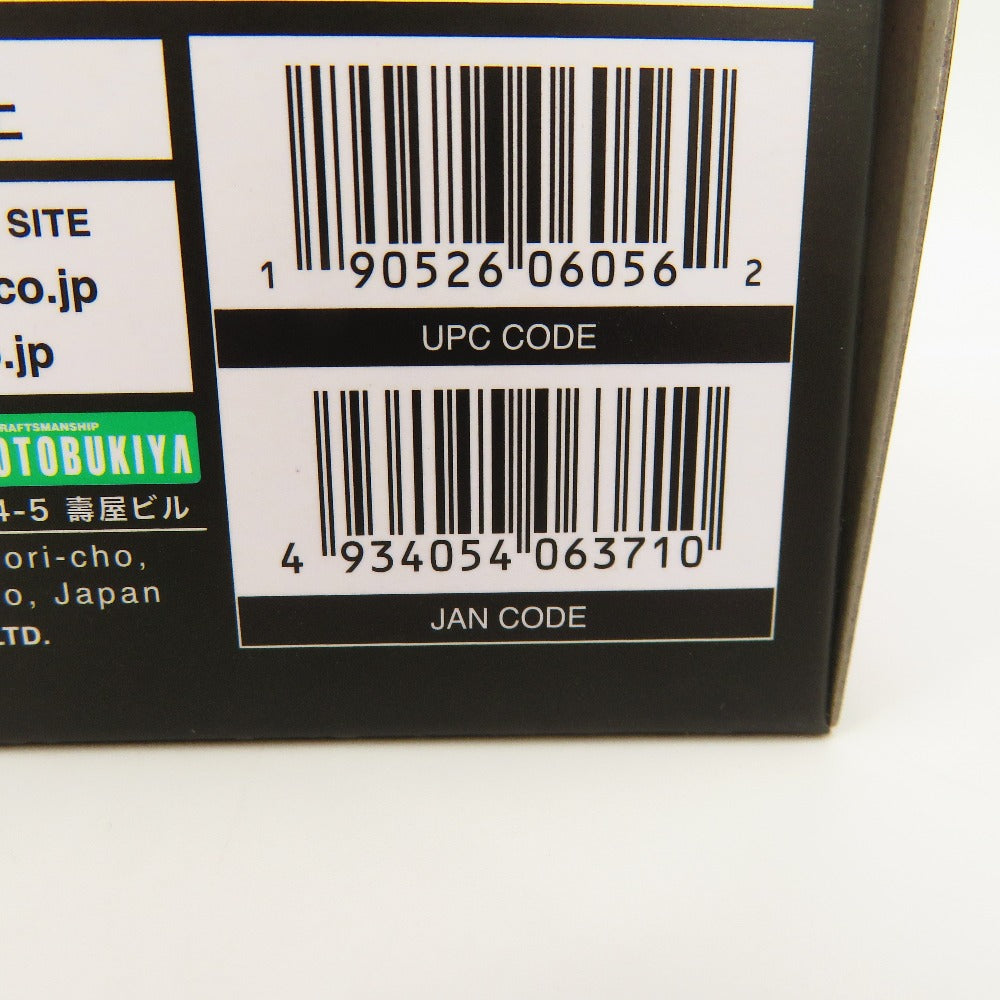 SITE
co.jp
.jp
RAFTSMANSHIP
OTOBUKIYA
4-5 壽屋ビル
ori-cho,
o, Japan
LTD.
1 90526 06056 2
UPC CODE
4 934054 063710
JAN CODE